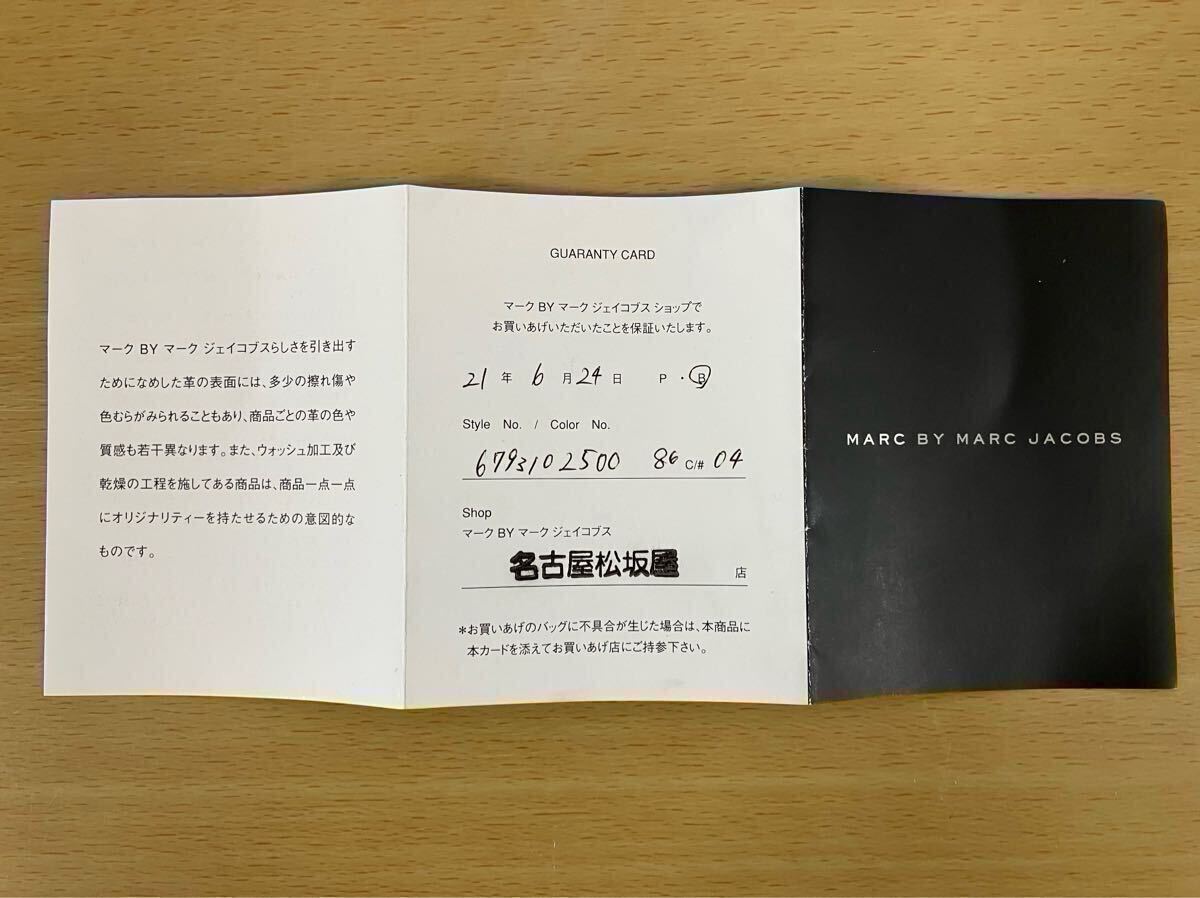 マーク BY マーク ジェイコブスらしさを引き出す
ためになめした革の表面には、多少の擦れ傷や
色むらがみられることもあり、商品ごとの革の色や
質感も若干異なります。また、ウォッシュ加工及び
乾燥の工程を施してある商品は、商品一点一点
にオリジナリティーを持たせるための意図的な
ものです。
GUARANTY CARD
マーク BY マーク ジェイコブス ショップで
お買いあげいただいたことを保証いたします。
21 年 6 月 24 日 P ・ B
Style No. / Color No.
6793102500 86 C/# 04
Shop
マーク BY マーク ジェイコブス
名古屋松坂屋 店
*お買いあげのバッグに不具合が生じた場合は、本商品に
本カードを添えてお買いあげ店にご持参下さい。
MARC BY MARC JACOBS